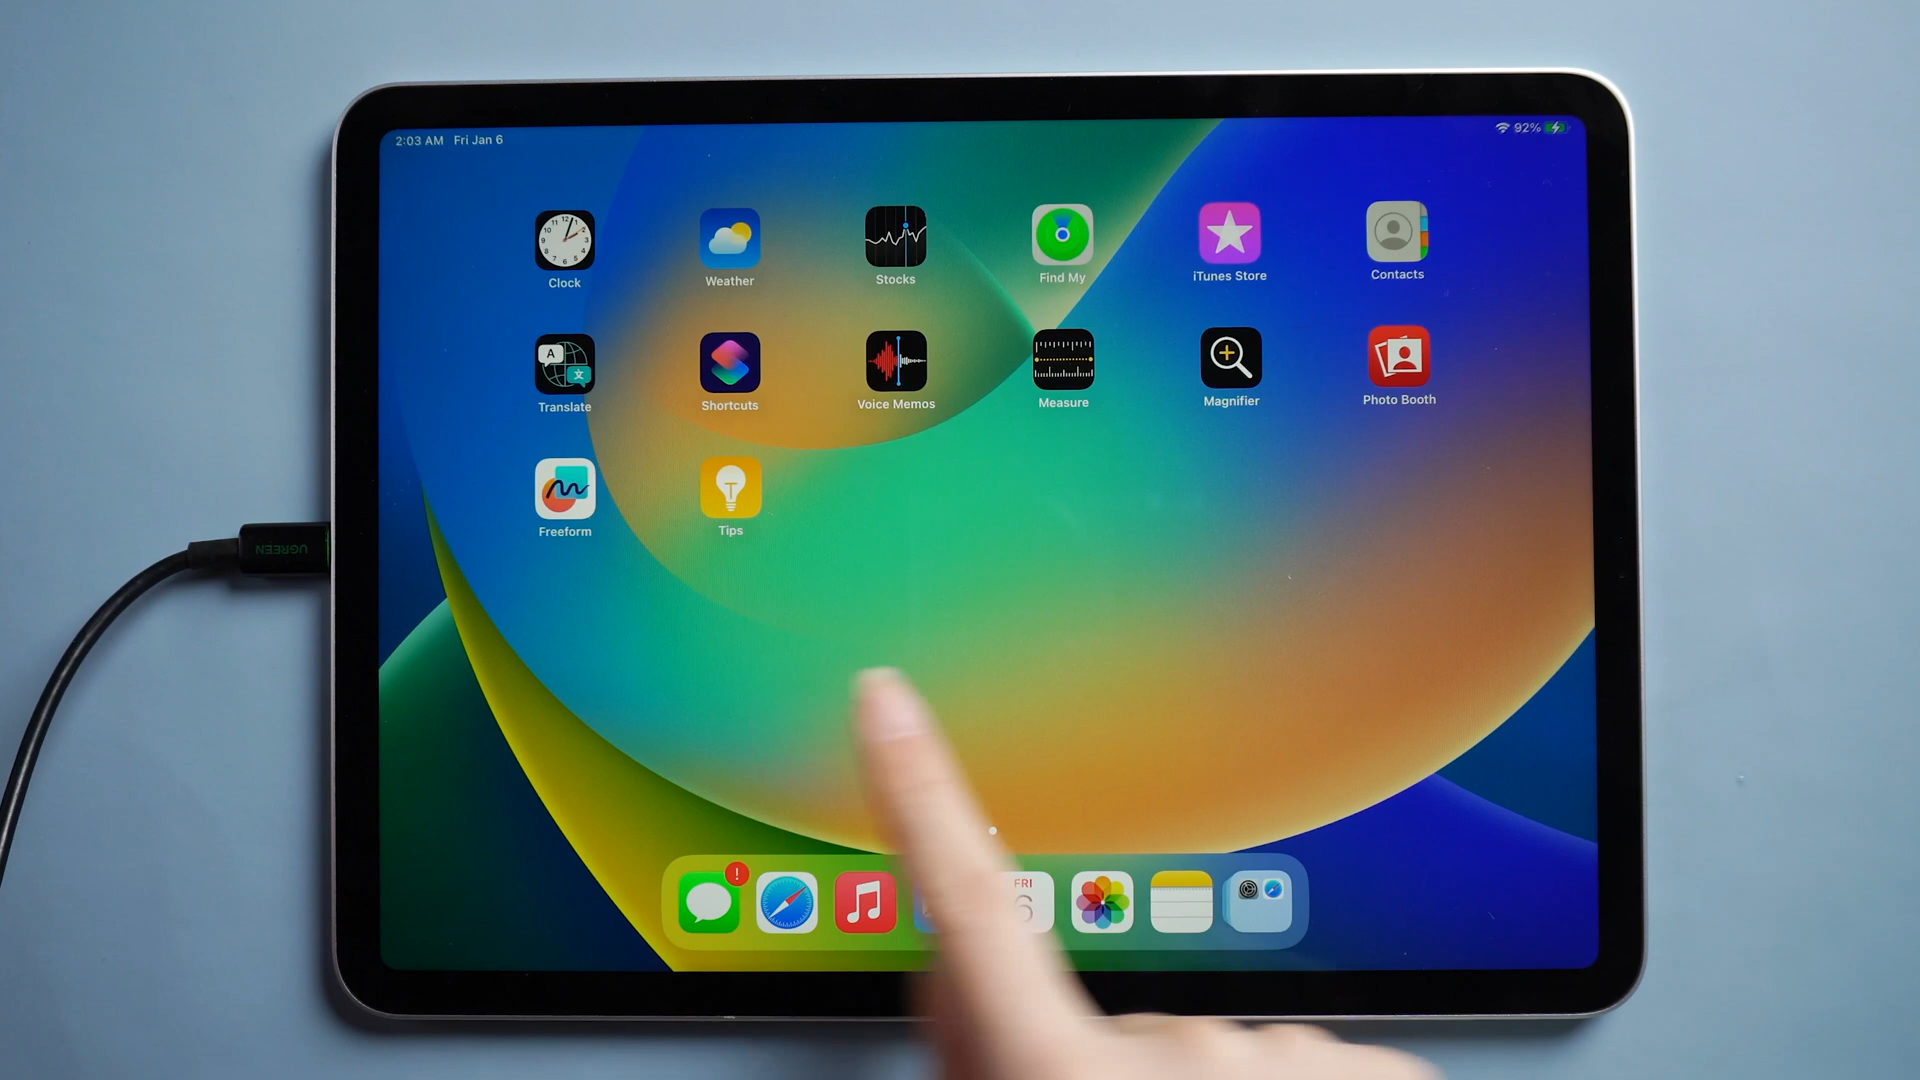 2:03 AM Fri Jan 6
92%
Clock
Weather
Stocks
Find My
iTunes Store
Contacts
Translate
Shortcuts
Voice Memos
Measure
Magnifier
Photo Booth
Freeform
Tips
UGREEN
!
FRI
6